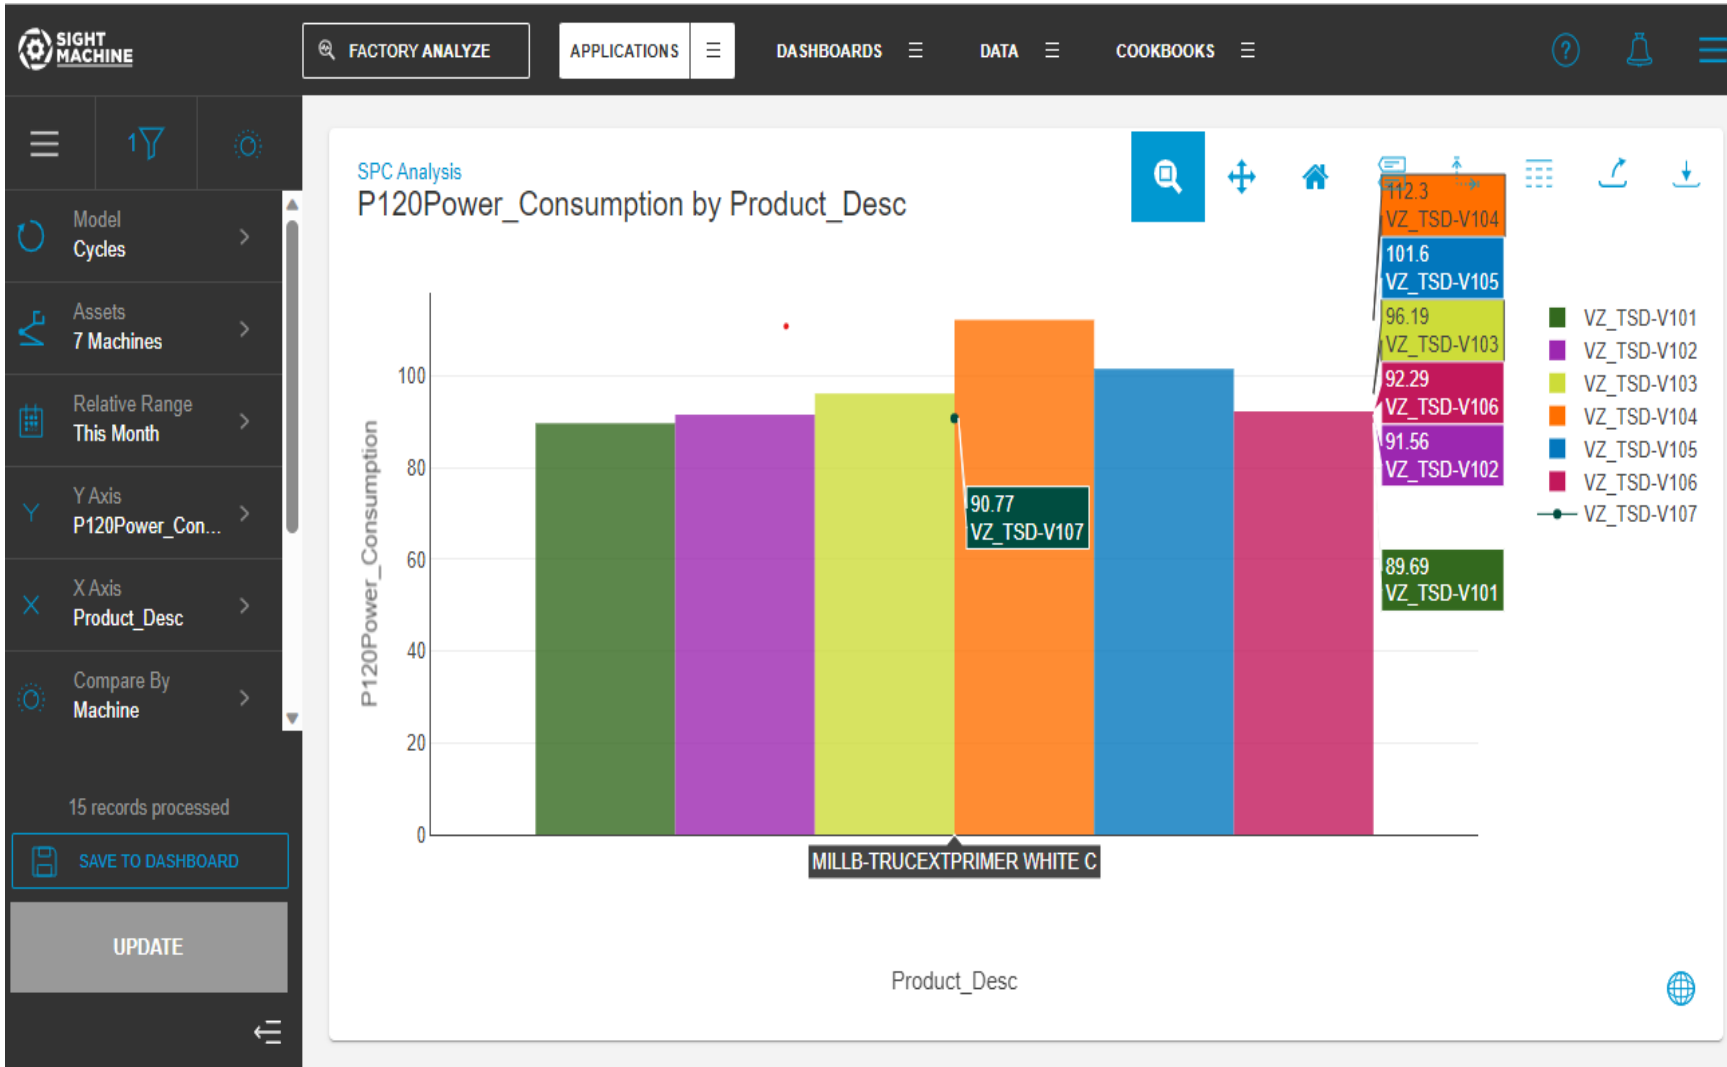 SIGHT
MACHINE
FACTORY ANALYZE
APPLICATIONS
DASHBOARDS
DATA
COOKBOOKS
?
1
Model
Cycles
Assets
7 Machines
Relative Range
This Month
Y
Y Axis
P120Power_Con...
X
X Axis
Product_Desc
Compare By
Machine
15 records processed
SAVE TO DASHBOARD
UPDATE
SPC Analysis
P120Power_Consumption by Product_Desc
P120Power_Consumption
100
80
60
40
20
0
90.77
VZ_TSD-V107
112.3
VZ_TSD-V104
101.6
VZ_TSD-V105
96.19
VZ_TSD-V103
92.29
VZ_TSD-V106
91.56
VZ_TSD-V102
89.69
VZ_TSD-V101
VZ_TSD-V101
VZ_TSD-V102
VZ_TSD-V103
VZ_TSD-V104
VZ_TSD-V105
VZ_TSD-V106
VZ_TSD-V107
MILLB-TRUCEXTPRIMER WHITE C
Product_Desc